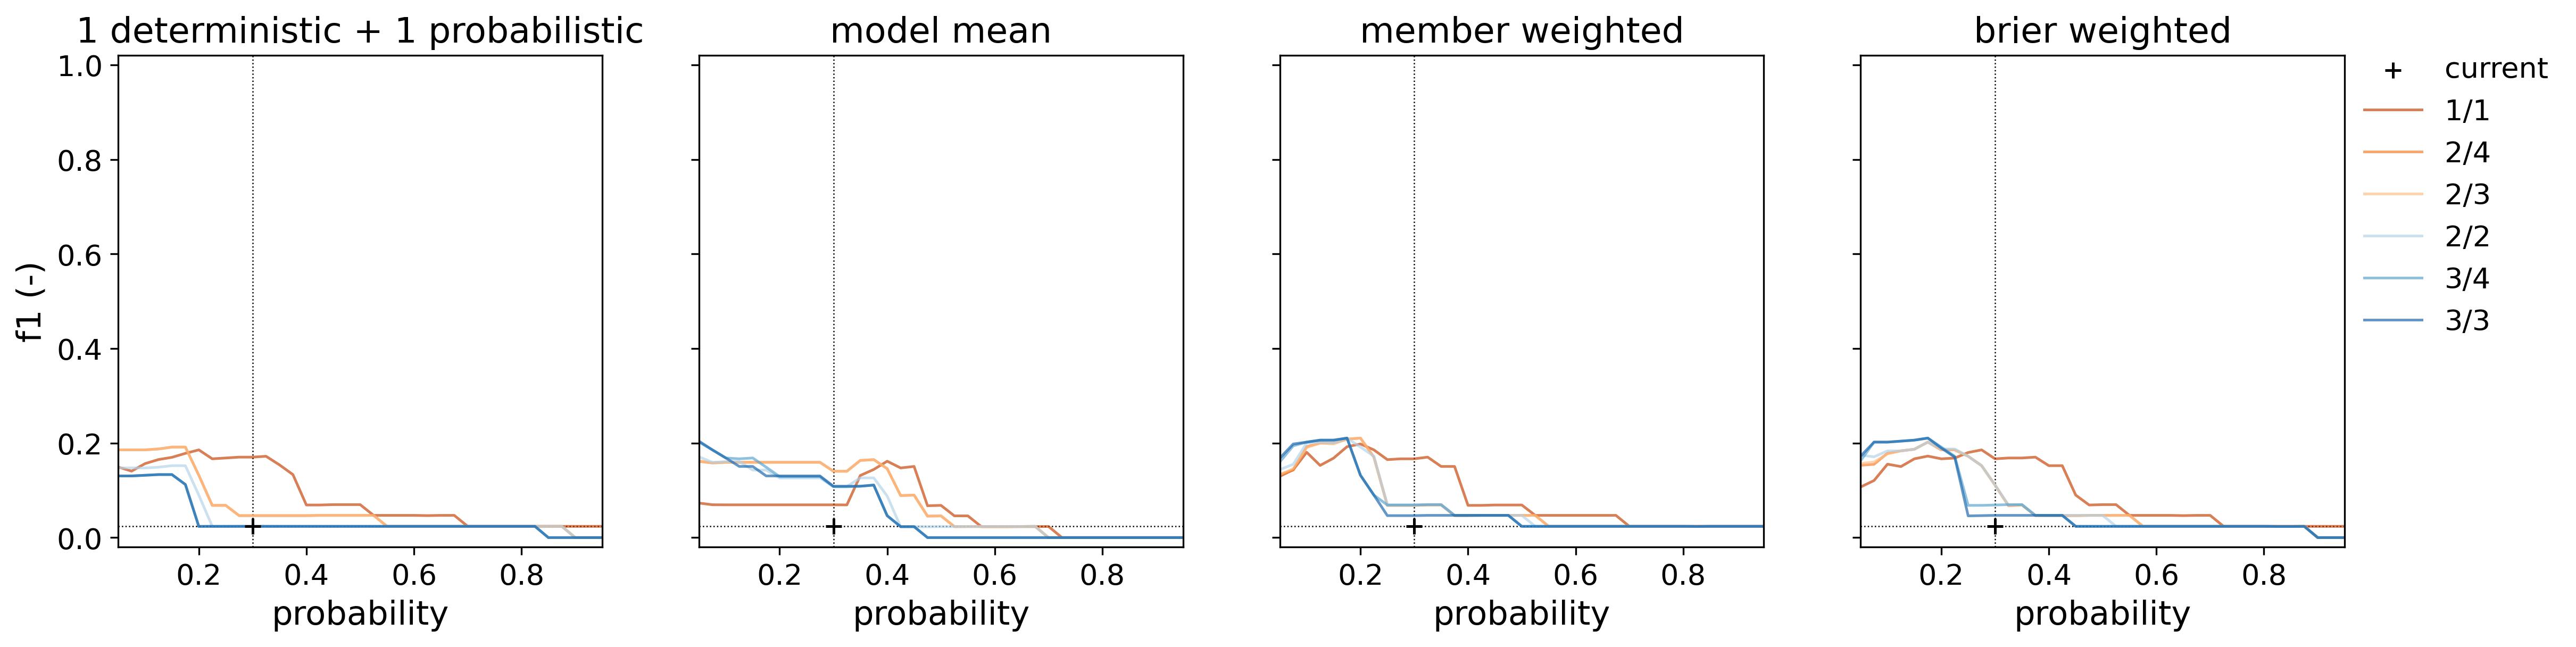 1 deterministic + 1 probabilistic
model mean
member weighted
brier weighted
f1 (-)
1.0
0.8
0.6
0.4
0.2
0.0
0.2 0.4 0.6 0.8
0.2 0.4 0.6 0.8
0.2 0.4 0.6 0.8
0.2 0.4 0.6 0.8
probability
probability
probability
probability
current
1/1
2/4
2/3
2/2
3/4
3/3